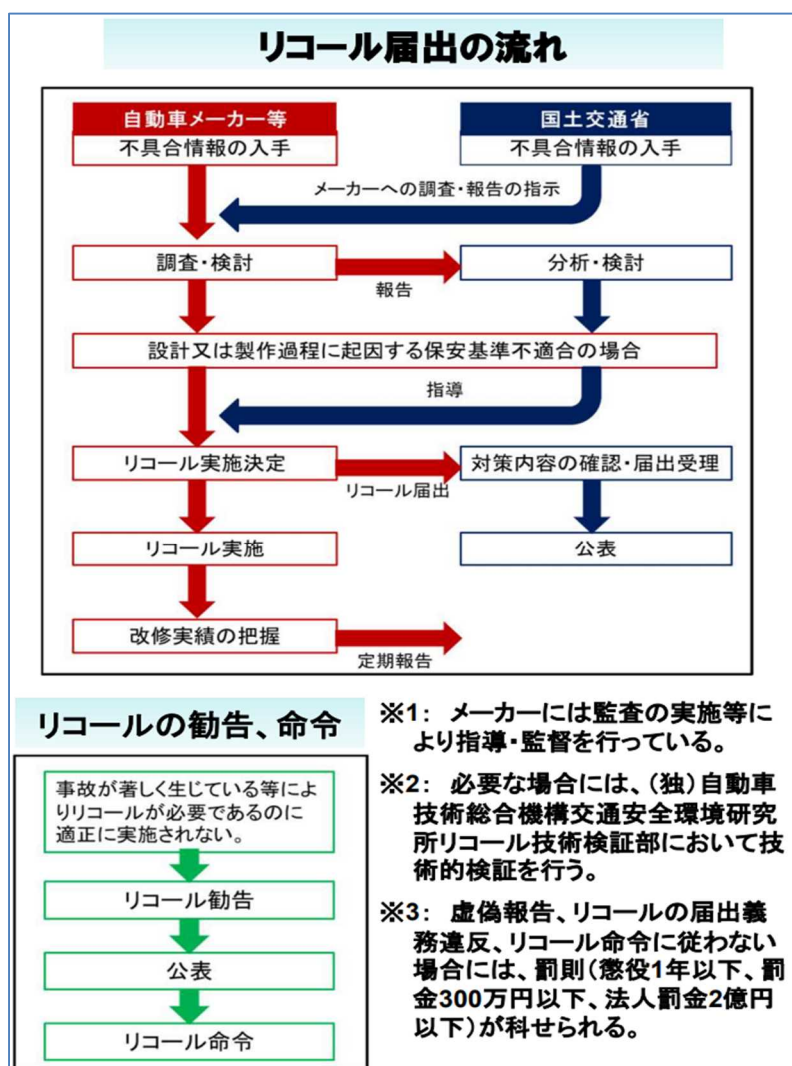 リコール届出の流れ
自動車メーカー等
国土交通省
不具合情報の入手
不具合情報の入手
メーカーへの調査・報告の指示
調査・検討
分析・検討
報告
設計又は製作過程に起因する保安基準不適合の場合
指導
リコール実施決定
対策内容の確認・届出受理
リコール届出
リコール実施
公表
改修実績の把握
定期報告
リコールの勧告、命令
事故が著しく生じている等によ
りリコールが必要であるのに
適正に実施されない。
リコール勧告
公表
リコール命令
※1： メーカーには監査の実施等に
より指導・監督を行っている。
※2： 必要な場合には、（独）自動車
技術総合機構交通安全環境研究
所リコール技術検証部において技
術的検証を行う。
※3： 虚偽報告、リコールの届出義
務違反、リコール命令に従わない
場合には、罰則（懲役1年以下、罰
金300万円以下、法人罰金2億円
以下）が科せられる。